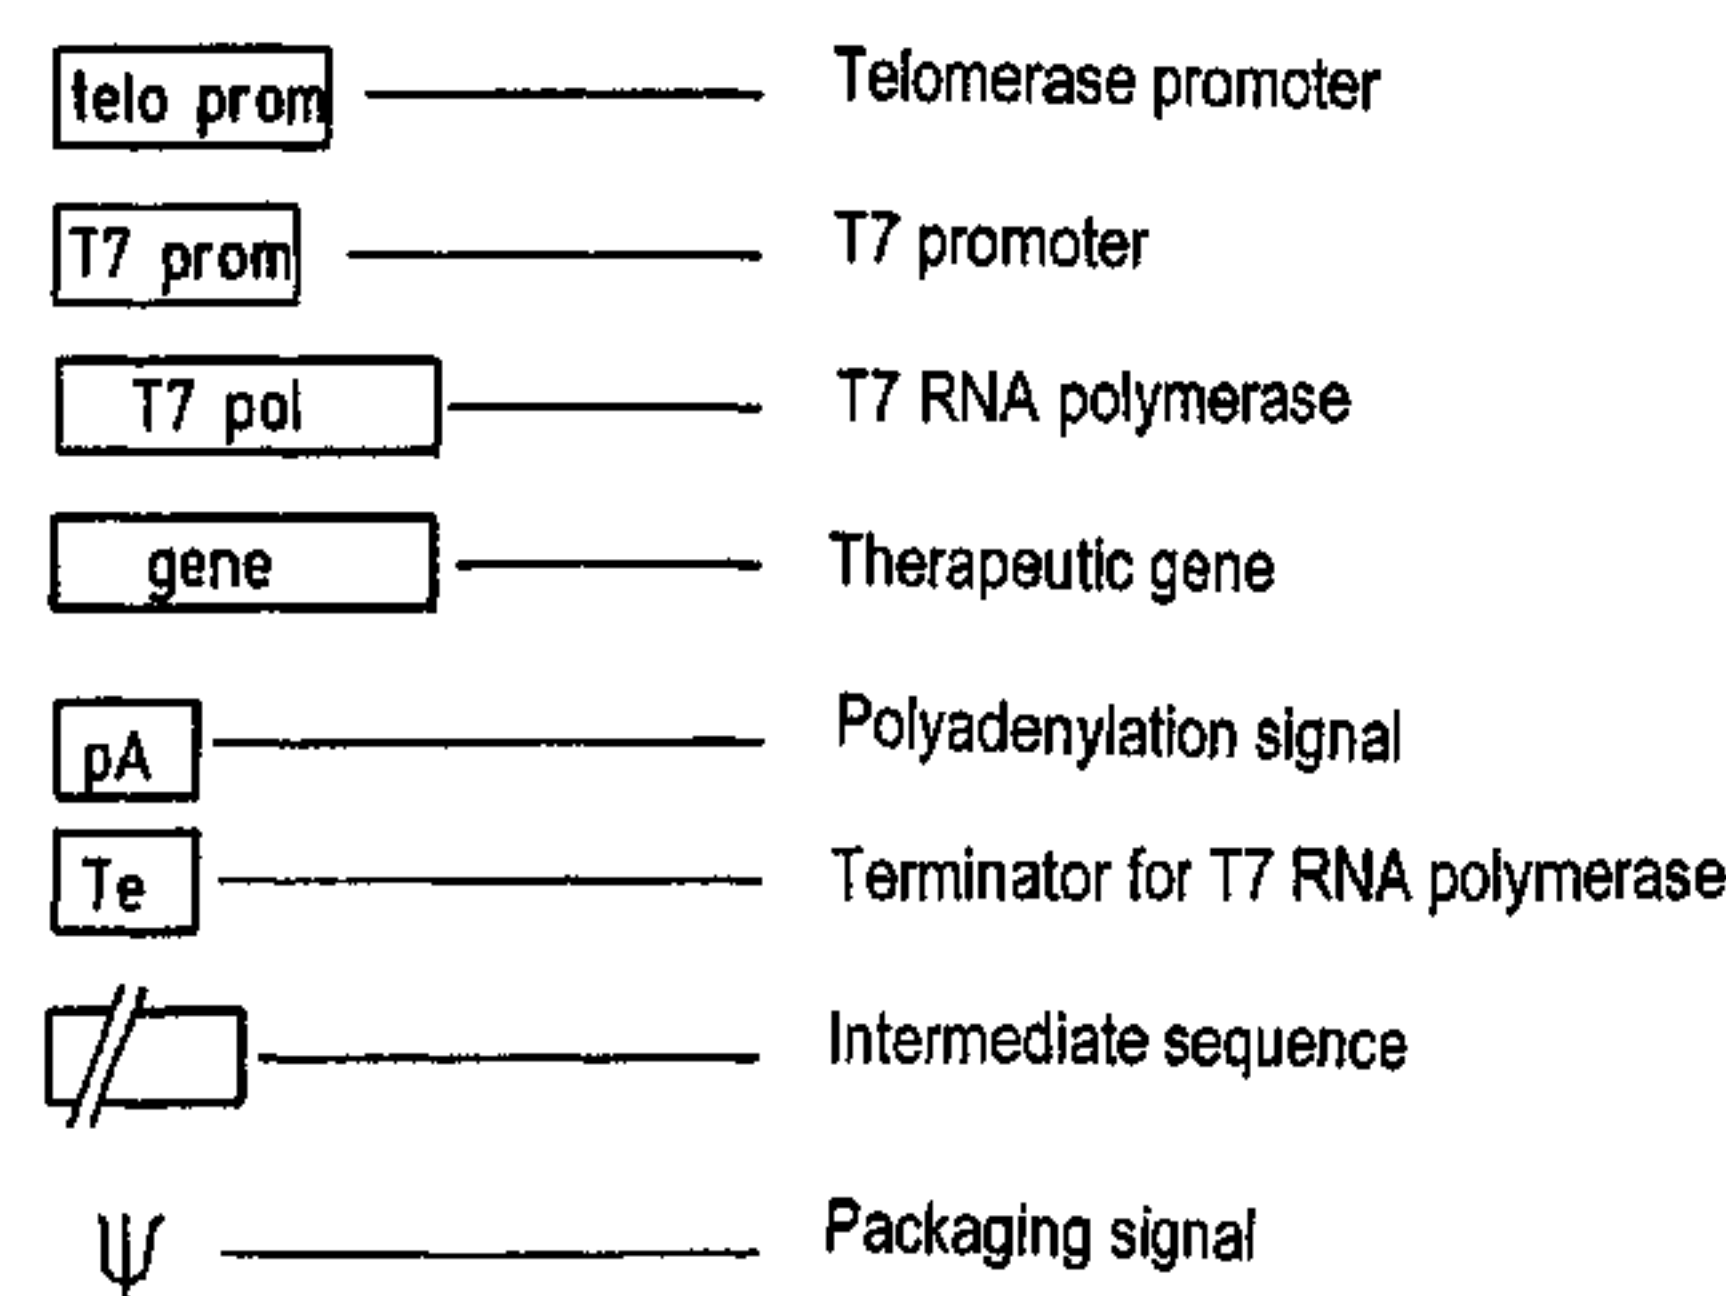 telo prom Telomerase promoter
T7 prom T7 promoter
T7 pol T7 RNA polymerase
gene Therapeutic gene
pA Polyadenylation signal
Te Terminator for T7 RNA polymerase
Intermediate sequence
ψ Packaging signal